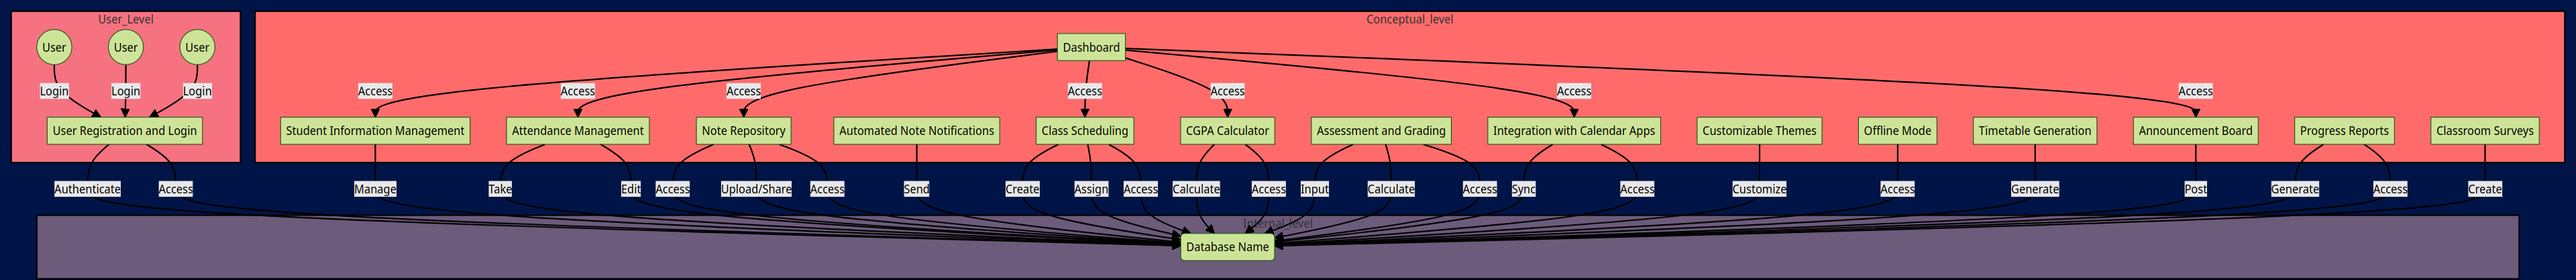 User_Level
Conceptual_level
User
User
User
Dashboard
Login
Login
Login
Access
Access
Access
Access
Access
Access
Access
User Registration and Login
Student Information Management
Attendance Management
Note Repository
Automated Note Notifications
Class Scheduling
CGPA Calculator
Assessment and Grading
Integration with Calendar Apps
Customizable Themes
Offline Mode
Timetable Generation
Announcement Board
Progress Reports
Classroom Surveys
Authenticate
Access
Manage
Take
Edit
Access
Upload/Share
Access
Send
Create
Assign
Access
Calculate
Access
Input
Calculate
Access
Sync
Access
Customize
Access
Generate
Post
Generate
Access
Create
Internal_level
Database Name